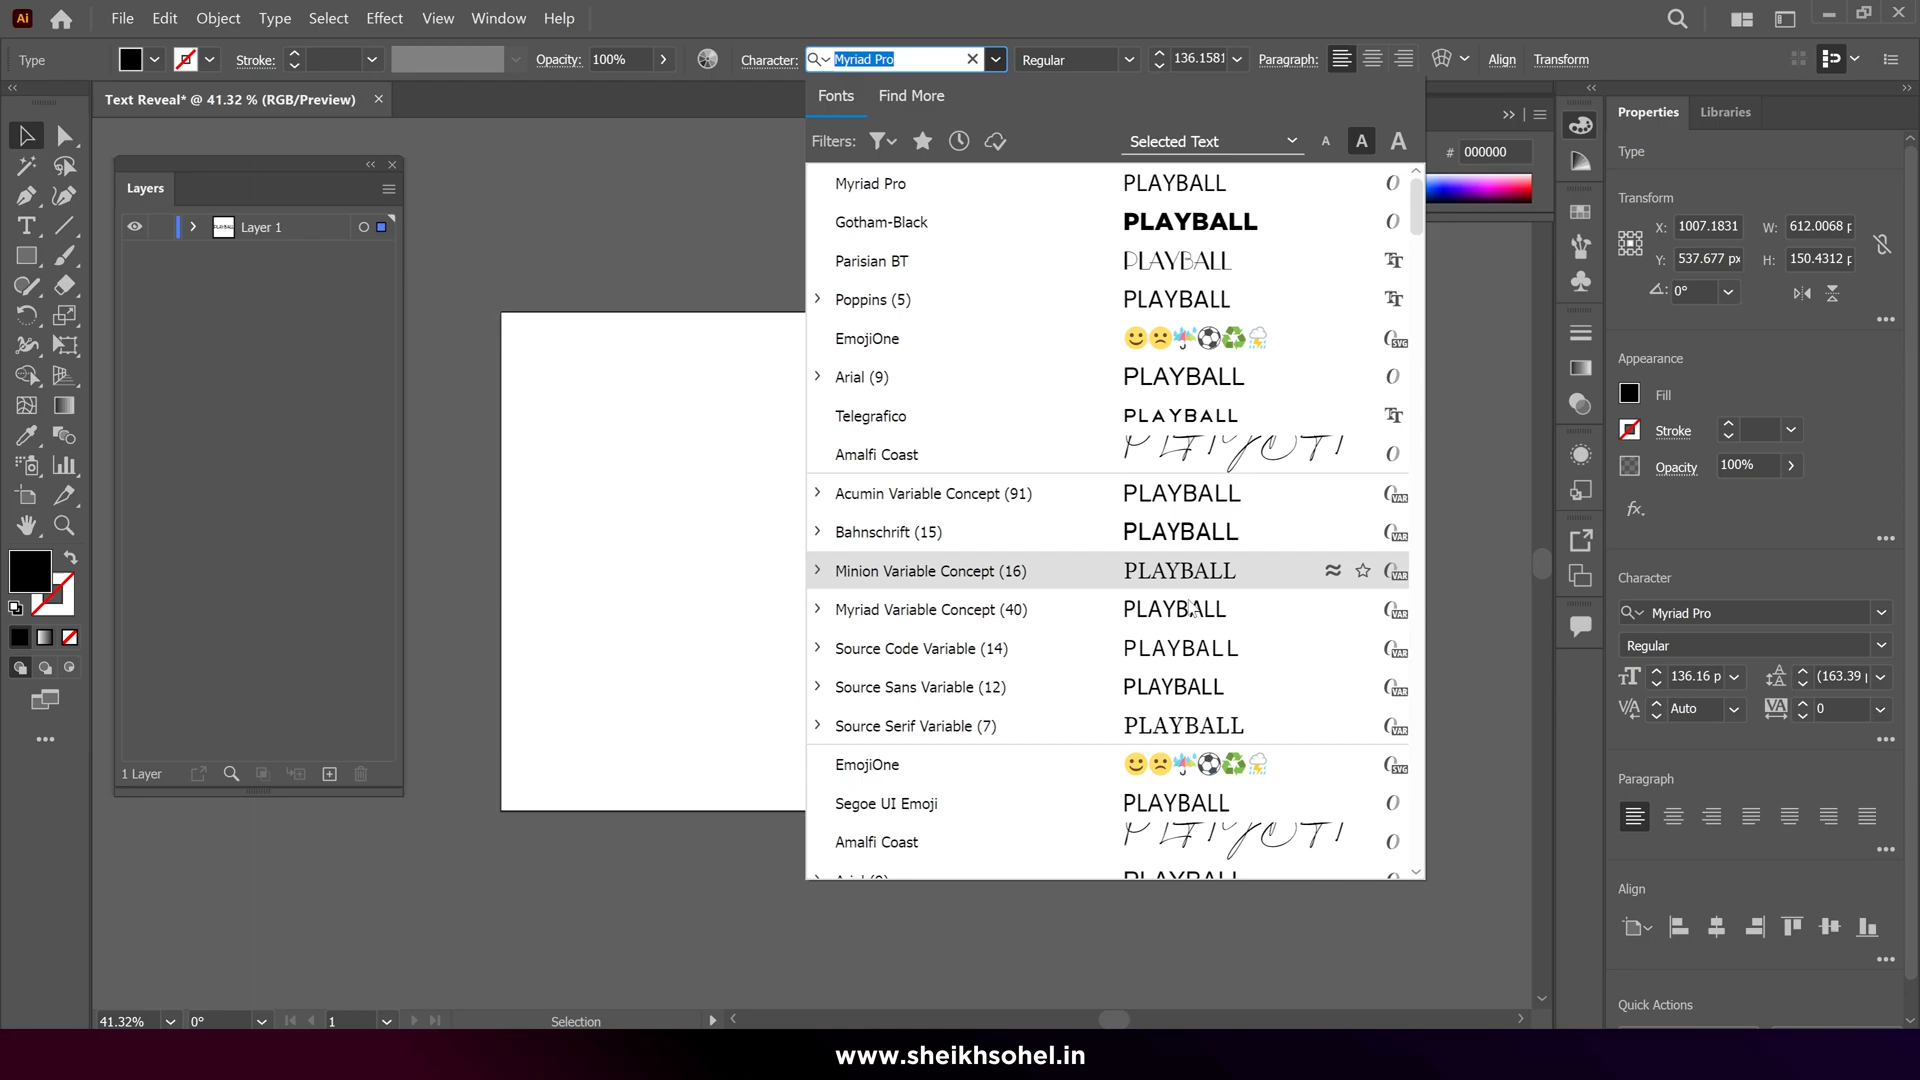 Ai File Edit Object Type Select Effect View Window Help
Type Stroke: Opacity: 100% Character: Myriad Pro Regular 136.1581 Paragraph: Align Transform
Text Reveal* @ 41.32 % (RGB/Preview)
Fonts Find More
Filters: Selected Text A A A
Layers
Layer 1
1 Layer
Myriad Pro PLAYBALL
Gotham-Black PLAYBALL
Parisian BT PLAYBALL
Poppins (5) PLAYBALL
EmojiOne
Arial (9) PLAYBALL
Telegrafico PLAYBALL
Amalfi Coast
Acumin Variable Concept (91) PLAYBALL
Bahnschrift (15) PLAYBALL
Minion Variable Concept (16) PLAYBALL
Myriad Variable Concept (40) PLAYBALL
Source Code Variable (14) PLAYBALL
Source Sans Variable (12) PLAYBALL
Source Serif Variable (7) PLAYBALL
EmojiOne
Segoe UI Emoji PLAYBALL
Amalfi Coast
# 000000
Properties Libraries
Type
Transform
X: 1007.1831 W: 612.0068 p
Y: 537.677 px H: 150.4312 p
0°
Appearance
Fill
Stroke
Opacity 100%
fx.
Character
Myriad Pro
Regular
136.16 p (163.39 p
Auto 0
Paragraph
Align
Quick Actions
41.32% 0° 1 Selection
www.sheikhsohel.in